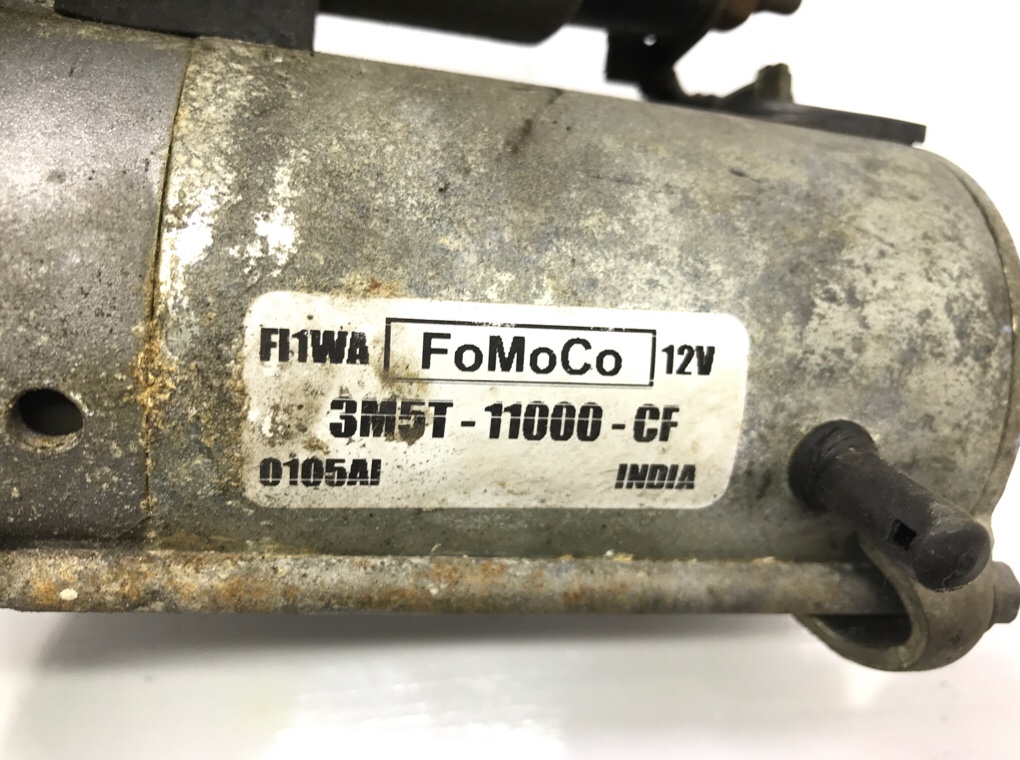 FI1WA FoMoCo 12V
3M5T - 11000 - CF
0105AI INDIA